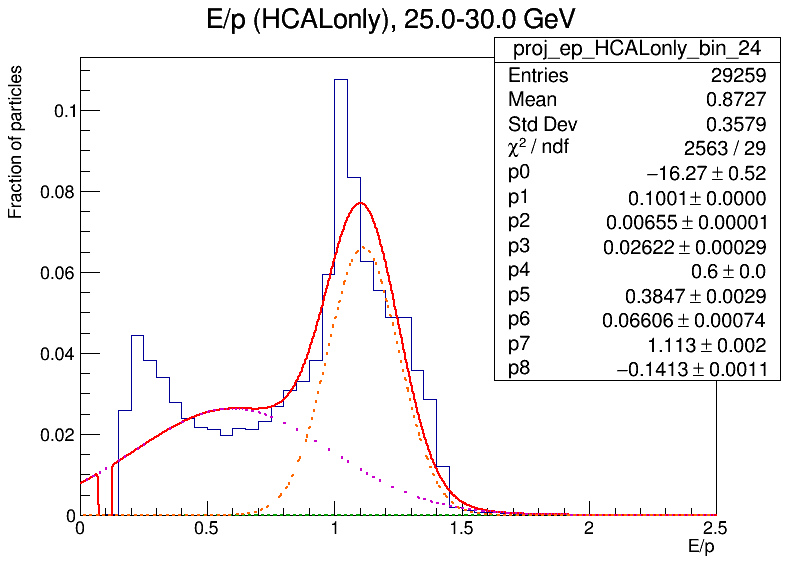 E/p (HCALonly), 25.0-30.0 GeV
proj_ep_HCALonly_bin_24
Entries 29259
Mean 0.8727
Std Dev 0.3579
χ² / ndf 2563 / 29
p0 −16.27 ± 0.52
p1 0.1001 ± 0.0000
p2 0.00655 ± 0.00001
p3 0.02622 ± 0.00029
p4 0.6 ± 0.0
p5 0.3847 ± 0.0029
p6 0.06606 ± 0.00074
p7 1.113 ± 0.002
p8 −0.1413 ± 0.0011
Fraction of particles
0.1
0.08
0.06
0.04
0.02
0
0 0.5 1 1.5 2 2.5
E/p